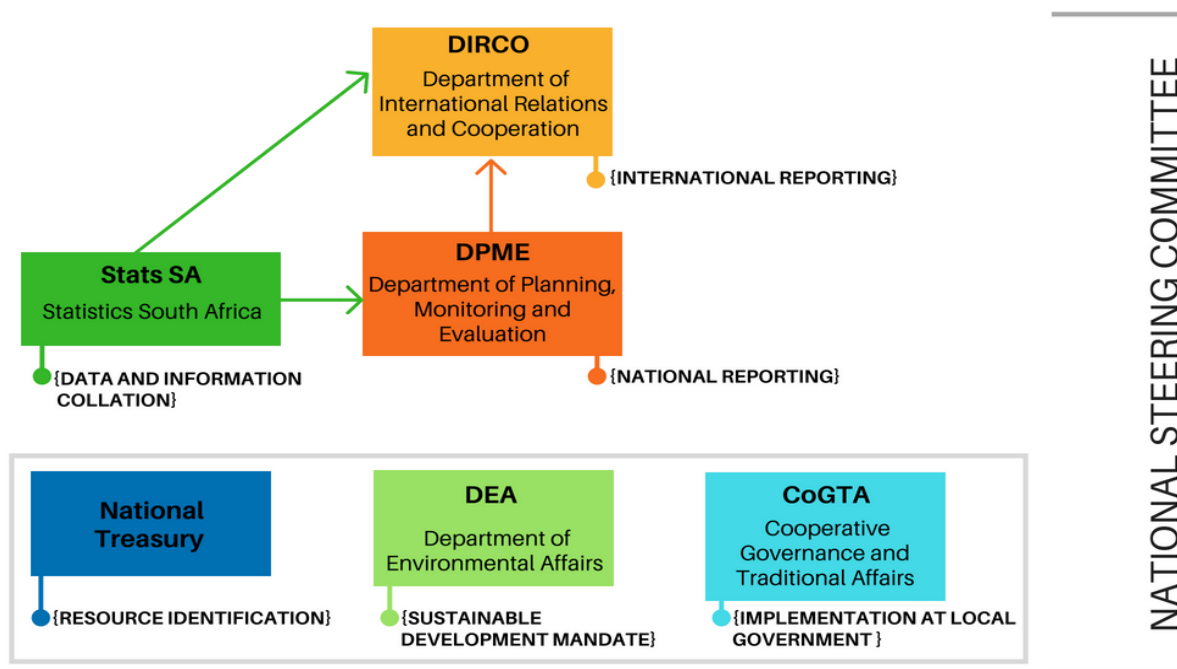 DIRCO
Department of
International Relations
and Cooperation
{INTERNATIONAL REPORTING}
Stats SA
Statistics South Africa
{DATA AND INFORMATION
COLLATION}
DPME
Department of Planning,
Monitoring and
Evaluation
{NATIONAL REPORTING}
National
Treasury
{RESOURCE IDENTIFICATION}
DEA
Department of
Environmental Affairs
{SUSTAINABLE
DEVELOPMENT MANDATE}
CoGTA
Cooperative
Governance and
Traditional Affairs
{IMPLEMENTATION AT LOCAL
GOVERNMENT }
NATIONAL STEERING COMMITTEE